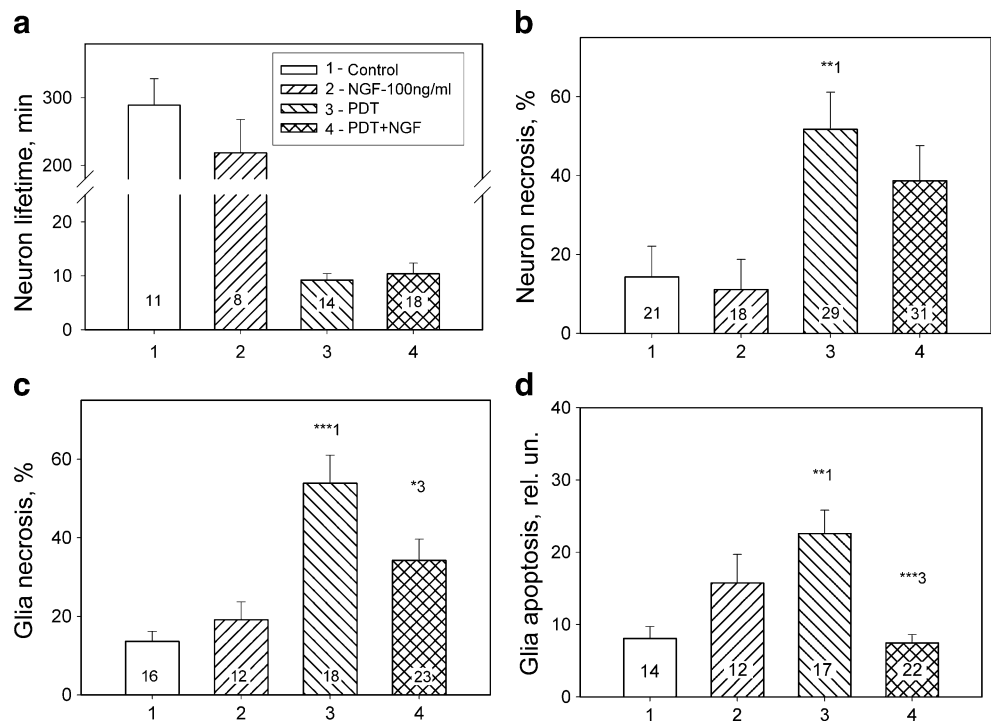 a
Neuron lifetime, min
300
200
20
10
0
1 - Control
2 - NGF-100ng/ml
3 - PDT
4 - PDT+NGF
11
8
14
18
1 2 3 4
b
Neuron necrosis, %
60
40
20
0
**1
21
18
29
31
1 2 3 4
c
Glia necrosis, %
60
40
20
0
***1
*3
16
12
18
23
1 2 3 4
d
Glia apoptosis, rel. un.
40
30
20
10
0
**1
***3
14
12
17
22
1 2 3 4